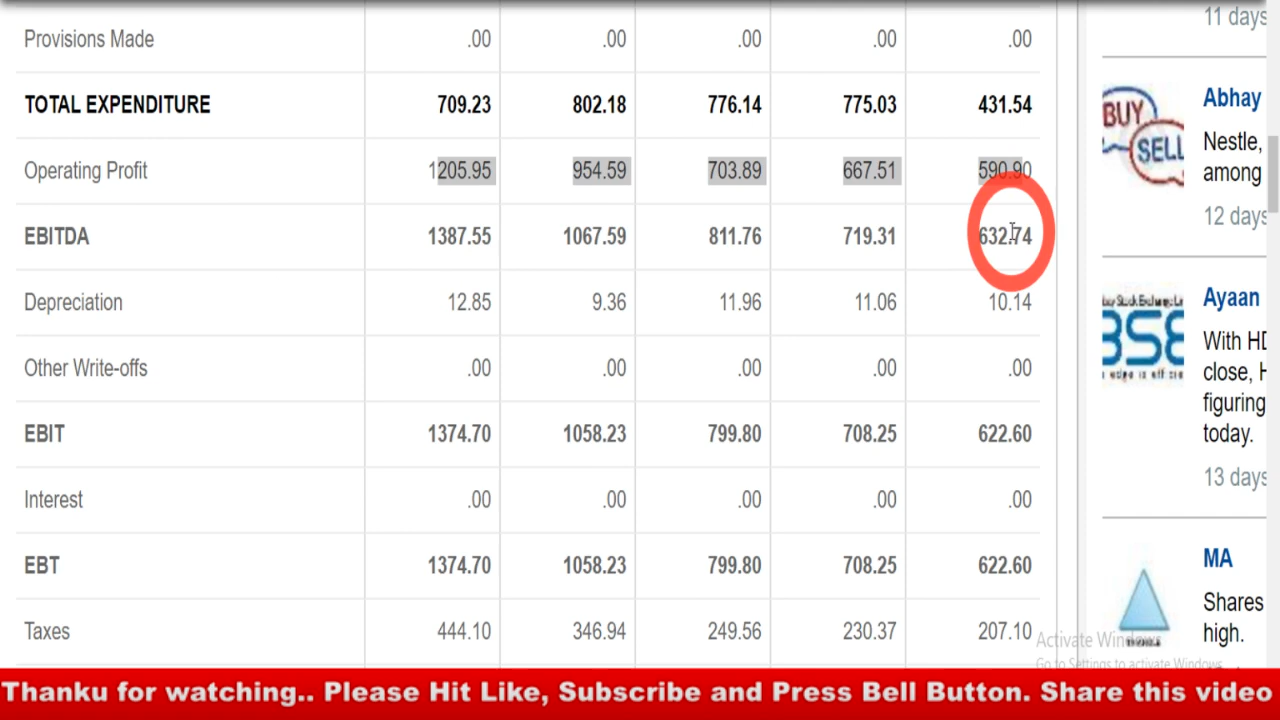 Provisions Made .00 .00 .00 .00 .00
TOTAL EXPENDITURE 709.23 802.18 776.14 775.03 431.54
Operating Profit 1205.95 954.59 703.89 667.51 590.90
EBITDA 1387.55 1067.59 811.76 719.31 632.74
Depreciation 12.85 9.36 11.96 11.06 10.14
Other Write-offs .00 .00 .00 .00 .00
EBIT 1374.70 1058.23 799.80 708.25 622.60
Interest .00 .00 .00 .00 .00
EBT 1374.70 1058.23 799.80 708.25 622.60
Taxes 444.10 346.94 249.56 230.37 207.10
11 days
BUY
SELL
Abhay
Nestle,
among
12 days
BSE
Ayaan
With HD
close, H
figuring
today.
13 days
MA
Shares
high.
Activate Windows
Go to Settings to activate Windows.
Thanku for watching.. Please Hit Like, Subscribe and Press Bell Button. Share this video